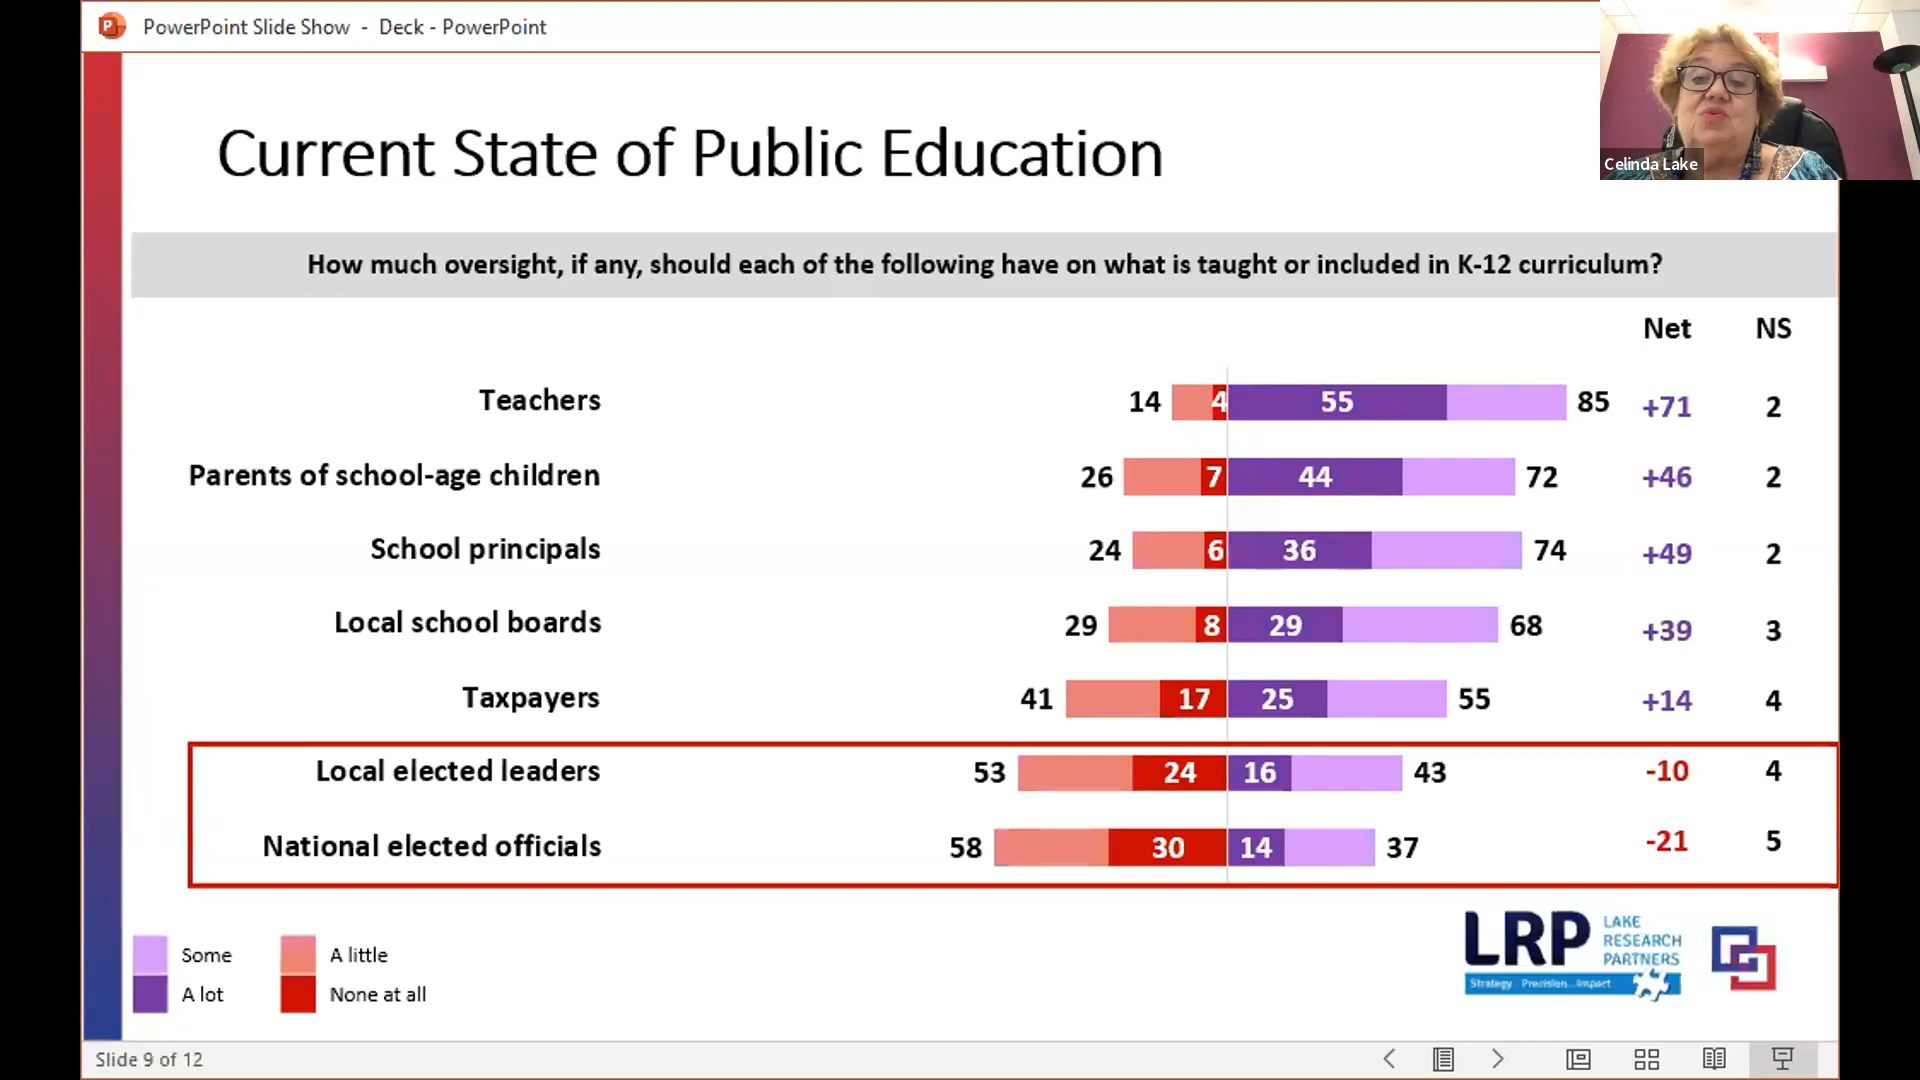 PowerPoint Slide Show - Deck - PowerPoint
Celinda Lake
Current State of Public Education
How much oversight, if any, should each of the following have on what is taught or included in K-12 curriculum?
Net NS
Teachers 14 4 55 85 +71 2
Parents of school-age children 26 7 44 72 +46 2
School principals 24 6 36 74 +49 2
Local school boards 29 8 29 68 +39 3
Taxpayers 41 17 25 55 +14 4
Local elected leaders 53 24 16 43 -10 4
National elected officials 58 30 14 37 -21 5
Some A little
A lot None at all
LRP LAKE
RESEARCH
PARTNERS
Strategy Precision Impact
Slide 9 of 12